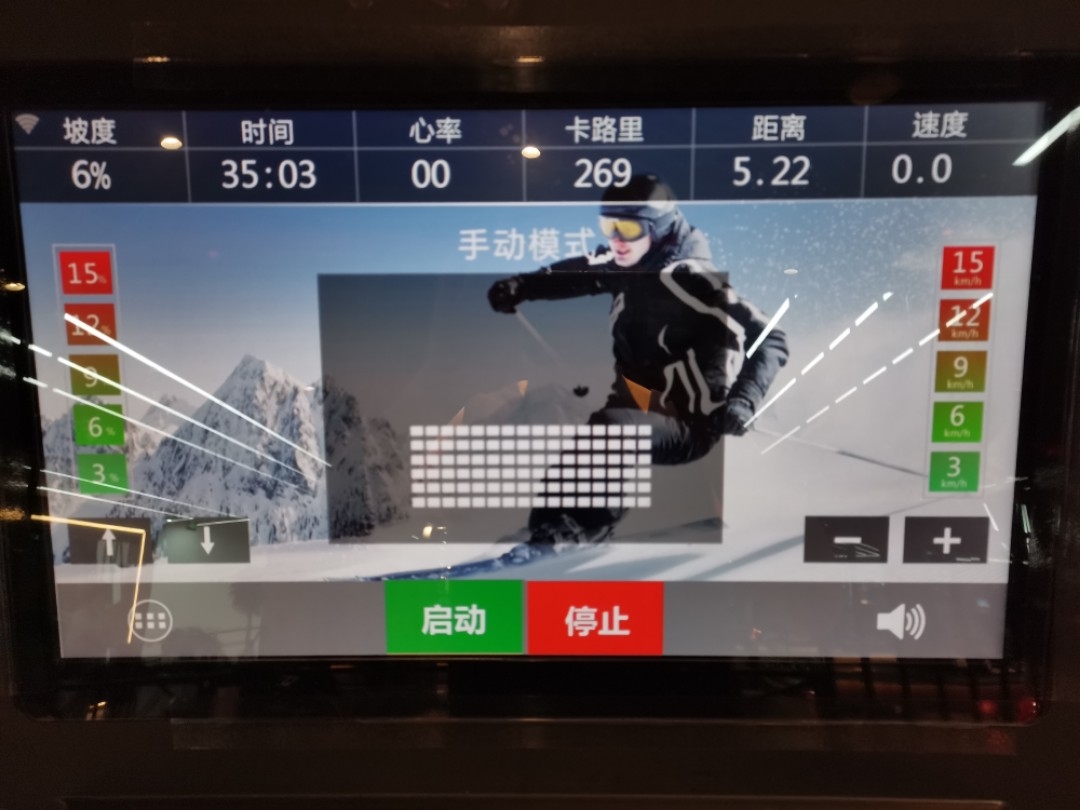 坡度 时间 心率 卡路里 距离 速度
6% 35:03 00 269 5.22 0.0
手动模式
15% 15 km/h
12% 12 km/h
9% 9 km/h
6% 6 km/h
3% 3 km/h
启动 停止